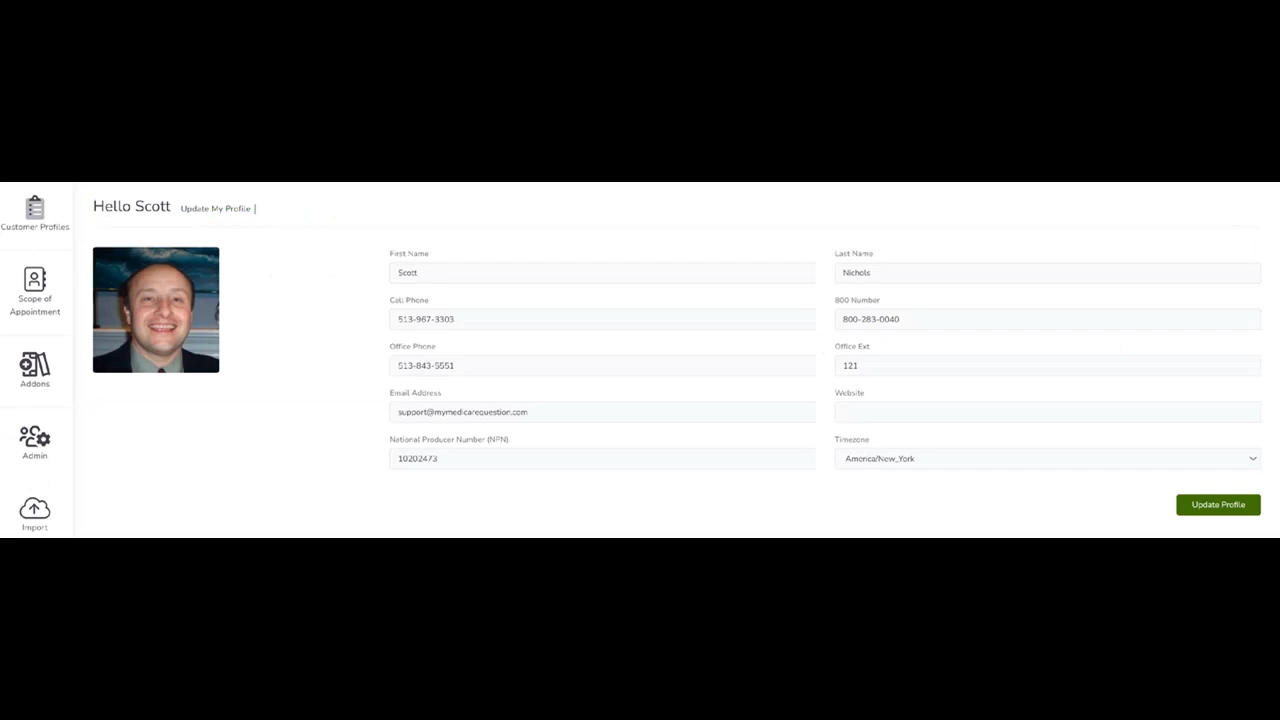 Customer Profiles
Scope of
Appointment
Addons
Admin
Import
Hello Scott Update My Profile |
First Name
Scott
Last Name
Nichols
Cell Phone
513-967-3303
800 Number
800-283-0040
Office Phone
513-843-5551
Office Ext
121
Email Address
support@mymedicarequestion.com
Website
National Producer Number (NPN)
10202473
Timezone
America/New_York
Update Profile